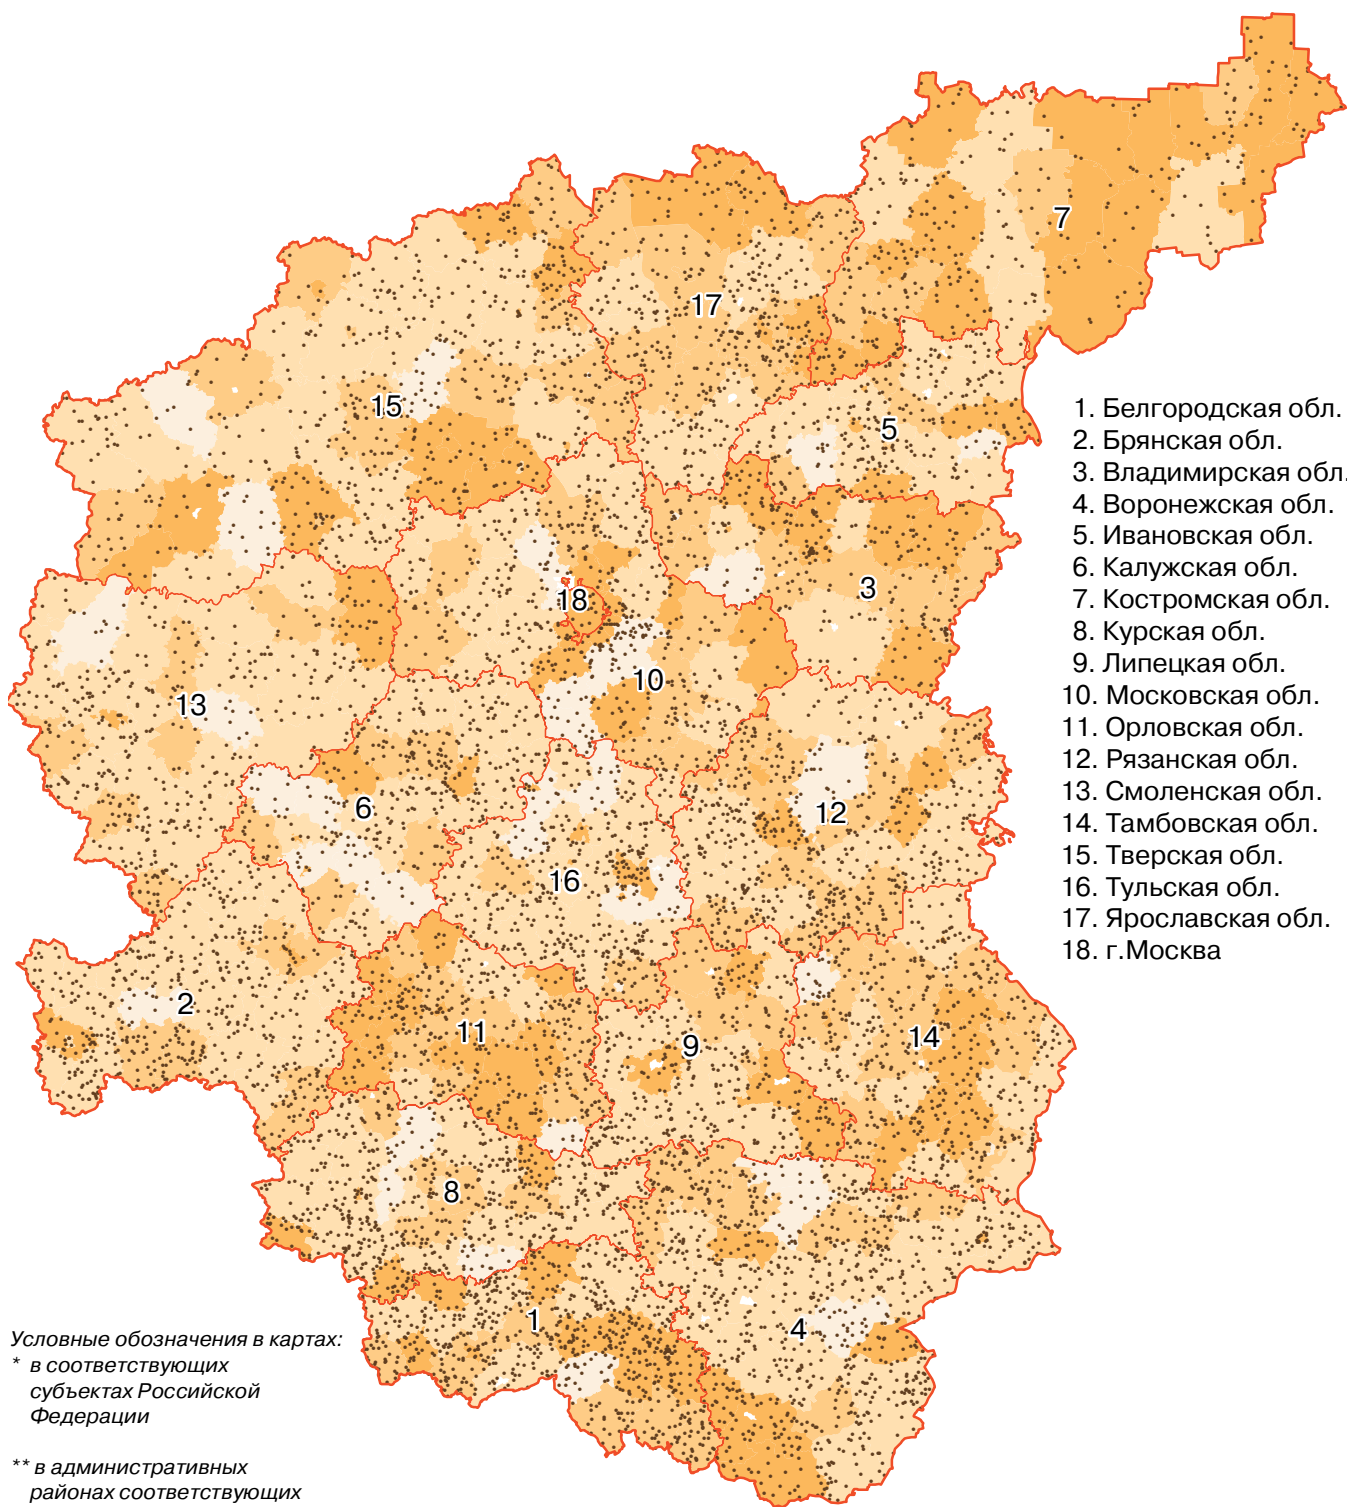 7
17
15
5
18
3
10
13
6
12
16
2
11
9
14
8
1
4
1. Белгородская обл.
2. Брянская обл.
3. Владимирская обл.
4. Воронежская обл.
5. Ивановская обл.
6. Калужская обл.
7. Костромская обл.
8. Курская обл.
9. Липецкая обл.
10. Московская обл.
11. Орловская обл.
12. Рязанская обл.
13. Смоленская обл.
14. Тамбовская обл.
15. Тверская обл.
16. Тульская обл.
17. Ярославская обл.
18. г.Москва
Условные обозначения в картах:
* в соответствующих
субъектах Российской
Федерации
** в административных
районах соответствующих